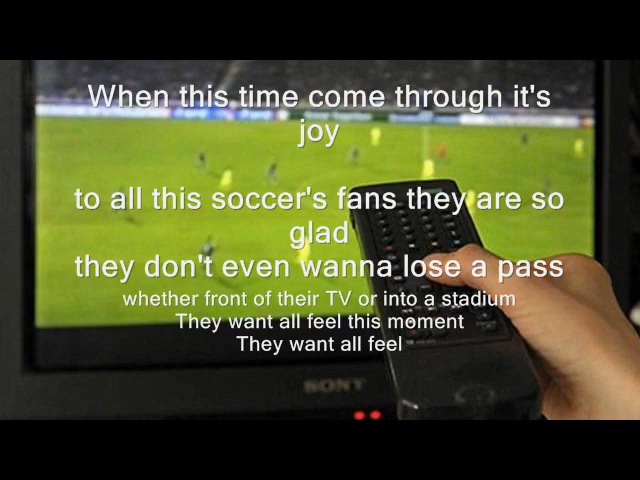 When this time come through it's
joy
to all this soccer's fans they are so
glad
they don't even wanna lose a pass
whether front of their TV or into a stadium
They want all feel this moment
They want all feel
SONY